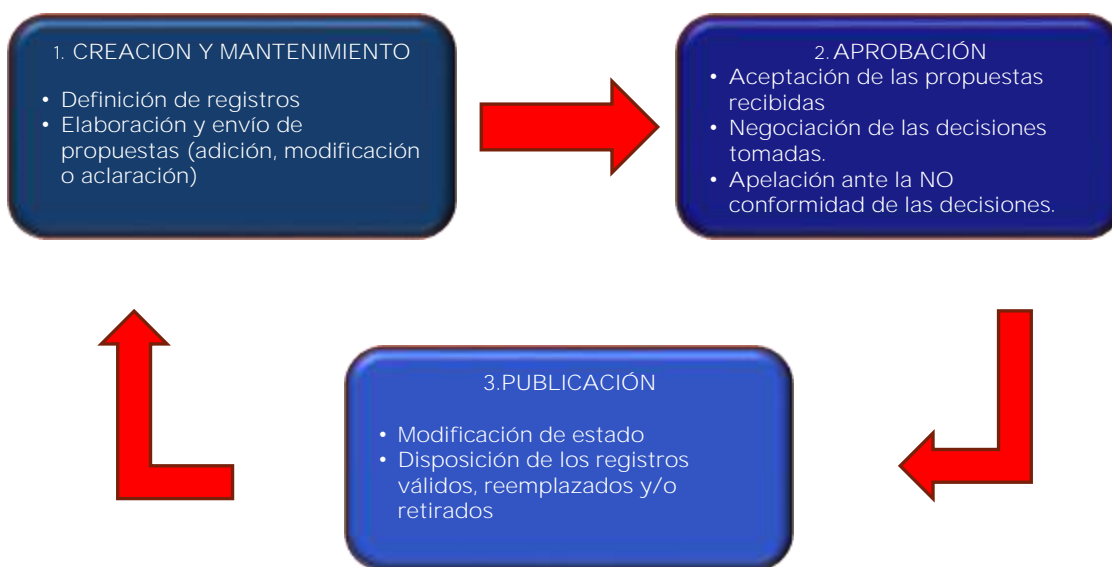 1. CREACION Y MANTENIMIENTO
• Definición de registros
• Elaboración y envío de
propuestas (adición, modificación
o aclaración)
2. APROBACIÓN
• Aceptación de las propuestas
recibidas
• Negociación de las decisiones
tomadas.
• Apelación ante la NO
conformidad de las decisiones.
3.PUBLICACIÓN
• Modificación de estado
• Disposición de los registros
válidos, reemplazados y/o
retirados